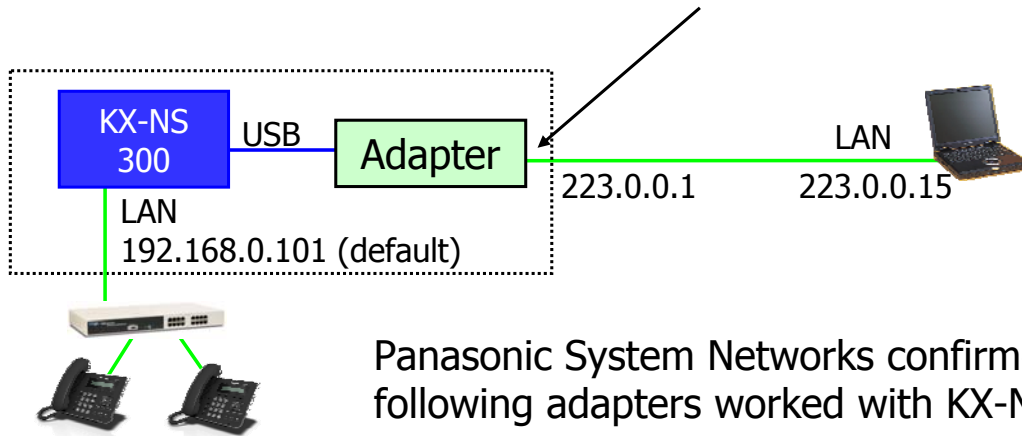 KX-NS
300
USB
Adapter
LAN
223.0.0.1
223.0.0.15
LAN
192.168.0.101 (default)
Panasonic System Networks confirm
following adapters worked with KX-N